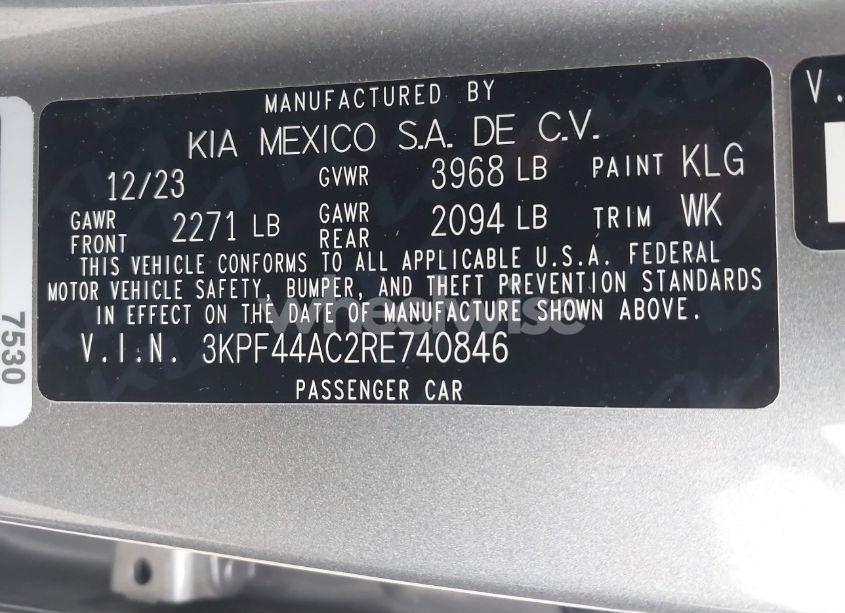 MANUFACTURED BY
KIA MEXICO S.A. DE C.V.
12/23 GVWR 3968 LB PAINT KLG
GAWR FRONT 2271 LB GAWR REAR 2094 LB TRIM WK
THIS VEHICLE CONFORMS TO ALL APPLICABLE U.S.A. FEDERAL
MOTOR VEHICLE SAFETY, BUMPER, AND THEFT PREVENTION STANDARDS
IN EFFECT ON THE DATE OF MANUFACTURE SHOWN ABOVE.
V.I.N. 3KPF44AC2RE740846
PASSENGER CAR
7530
V.
wheelwise